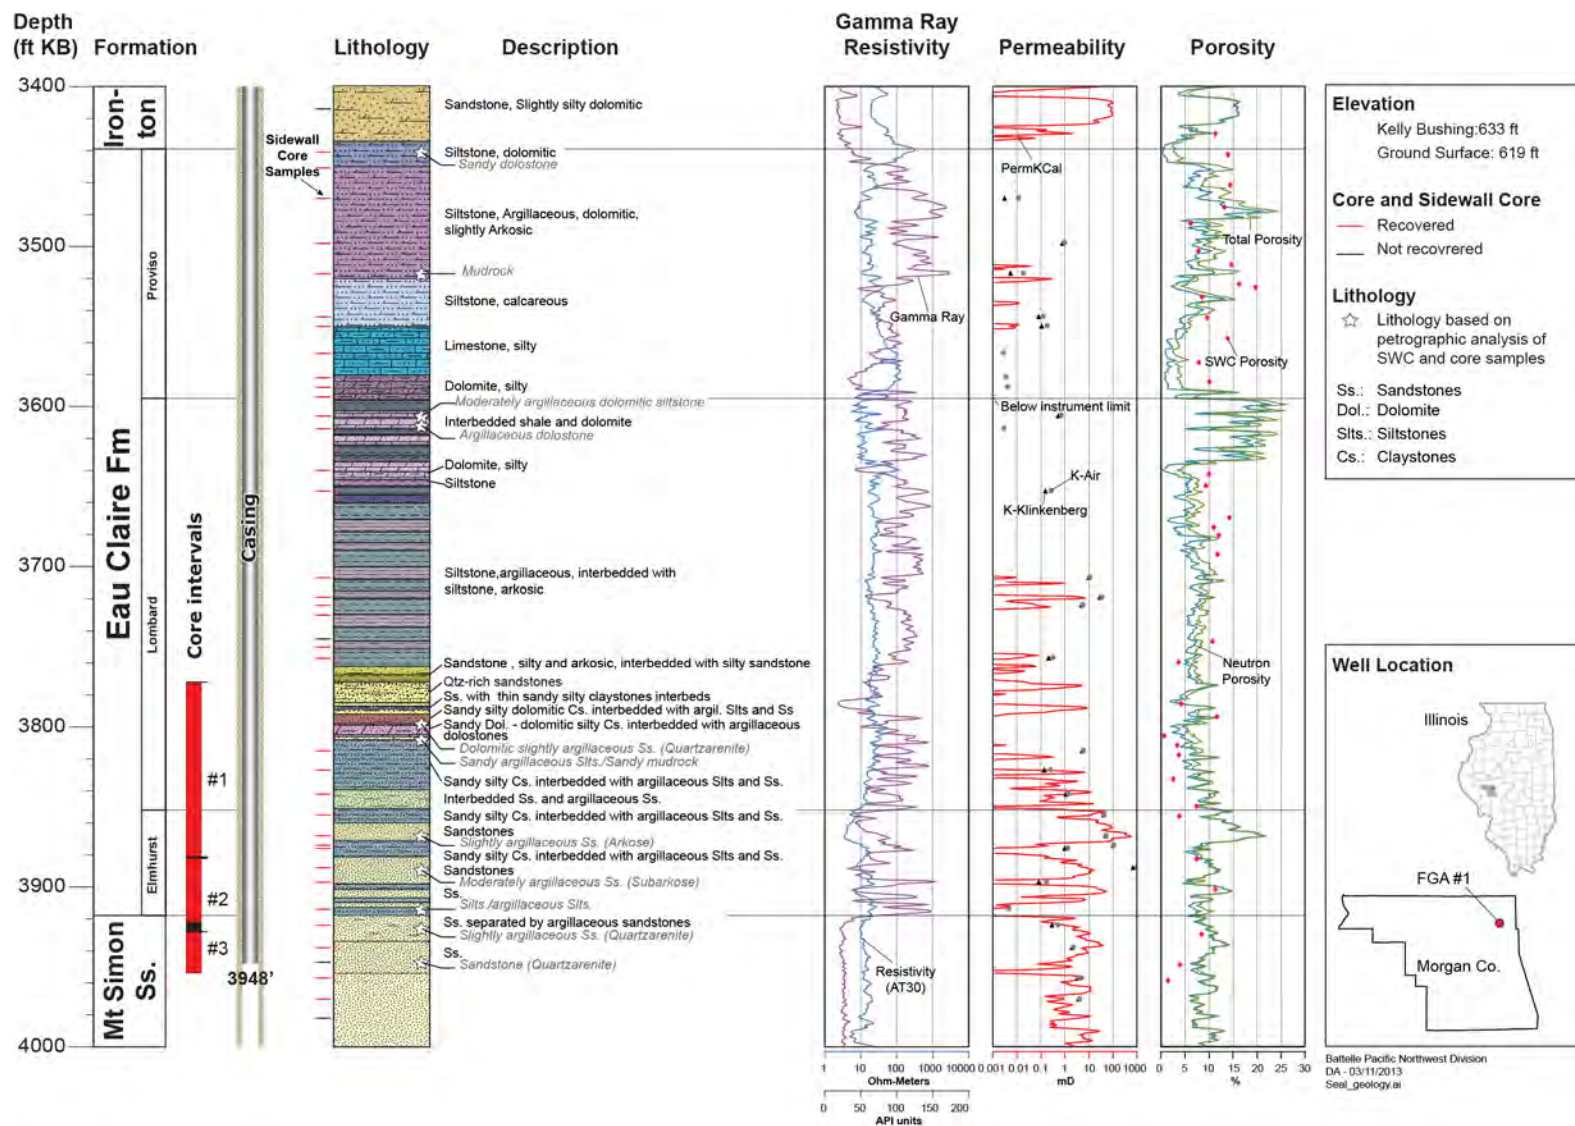 Depth
(ft KB)
Formation
Lithology
Description
Gamma Ray
Resistivity
Permeability
Porosity
3400
3500
3600
3700
3800
3900
4000
Iron-
ton
Eau Claire Fm
Mt Simon
Ss.
Proviso
Lombard
Elmhurst
Core intervals
#1
#2
#3
Casing
3948'
Sidewall
Core
Samples
Sandstone, Slightly silty dolomitic
Siltstone, dolomitic
Sandy dolostone
Siltstone, Argillaceous, dolomitic,
slightly Arkosic
Mudrock
Siltstone, calcareous
Limestone, silty
Dolomite, silty
Moderately argillaceous dolomitic siltstone
Interbedded shale and dolomite
Argillaceous dolostone
Dolomite, silty
Siltstone
Siltstone,argillaceous, interbedded with
siltstone, arkosic
Sandstone , silty and arkosic, interbedded with silty sandstone
Qtz-rich sandstones
Ss. with thin sandy silty claystones interbeds
Sandy silty dolomitic Cs. interbedded with argil. Slts and Ss
Sandy Dol. - dolomitic silty Cs. interbedded with argillaceous
dolostones
Dolomitic slightly argillaceous Ss. (Quartzarenite)
Sandy argillaceous Slts./Sandy mudrock
Sandy silty Cs. interbedded with argillaceous Slts and Ss.
Interbedded Ss. and argillaceous Ss.
Sandy silty Cs. interbedded with argillaceous Slts and Ss.
Sandstones
Slightly argillaceous Ss. (Arkose)
Sandy silty Cs. interbedded with argillaceous Slts and Ss.
Sandstones
Moderately argillaceous Ss. (Subarkose)
Ss.
Silts./argillaceous Slts.
Ss. separated by argillaceous sandstones
Slightly argillaceous Ss. (Quartzarenite)
Ss.
Sandstone (Quartzarenite)
Gamma Ray
Resistivity
(AT30)
1 10 100 1000 10000
Ohm-Meters
0 50 100 150 200
API units
PermKCal
Below instrument limit
K-Air
K-Klinkenberg
0.001 0.01 0.1 1 10 100 1000
mD
Total Porosity
SWC Porosity
Neutron
Porosity
0 5 10 15 20 25 30
%
Elevation
Kelly Bushing:633 ft
Ground Surface: 619 ft
Core and Sidewall Core
Recovered
Not recovrered
Lithology
Lithology based on
petrographic analysis of
SWC and core samples
Ss.: Sandstones
Dol.: Dolomite
Slts.: Siltstones
Cs.: Claystones
Well Location
Illinois
FGA #1
Morgan Co.
Battelle Pacific Northwest Division
DA - 03/11/2013
Seal_geology.ai